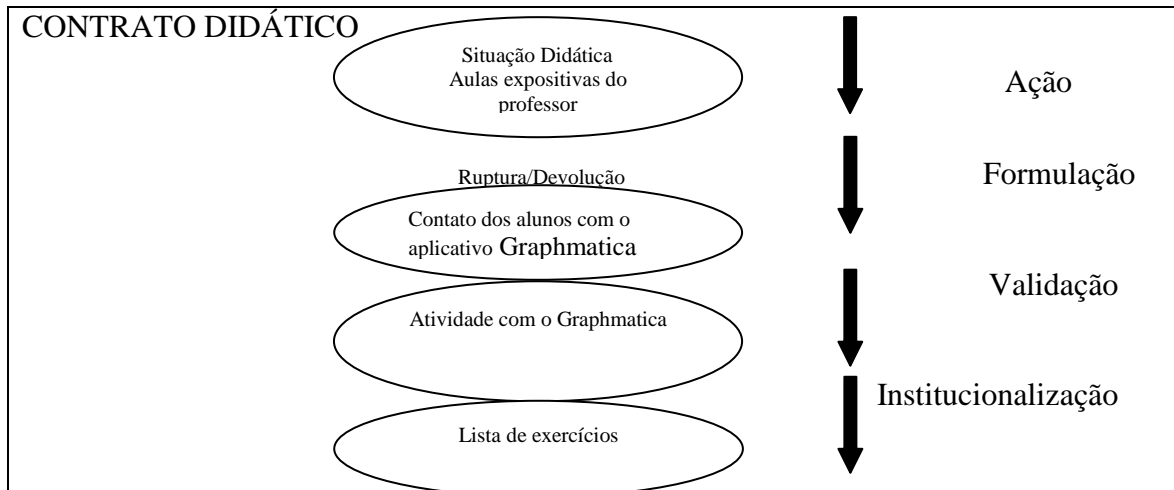 CONTRATO DIDÁTICO
Situação Didática
Aulas expositivas do
professor
Ação
Ruptura/Devolução
Formulação
Contato dos alunos com o
aplicativo Graphmatica
Validação
Atividade com o Graphmatica
Institucionalização
Lista de exercícios